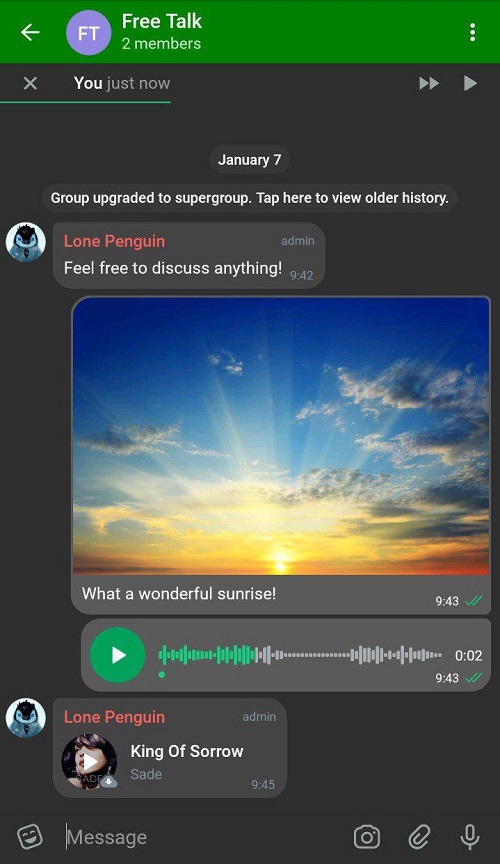 FT
Free Talk
2 members
You just now
January 7
Group upgraded to supergroup. Tap here to view older history.
Lone Penguin admin
Feel free to discuss anything! 9:42
What a wonderful sunrise!
9:43
0:02
9:43
Lone Penguin admin
King Of Sorrow
SADE
Sade
9:45
Message